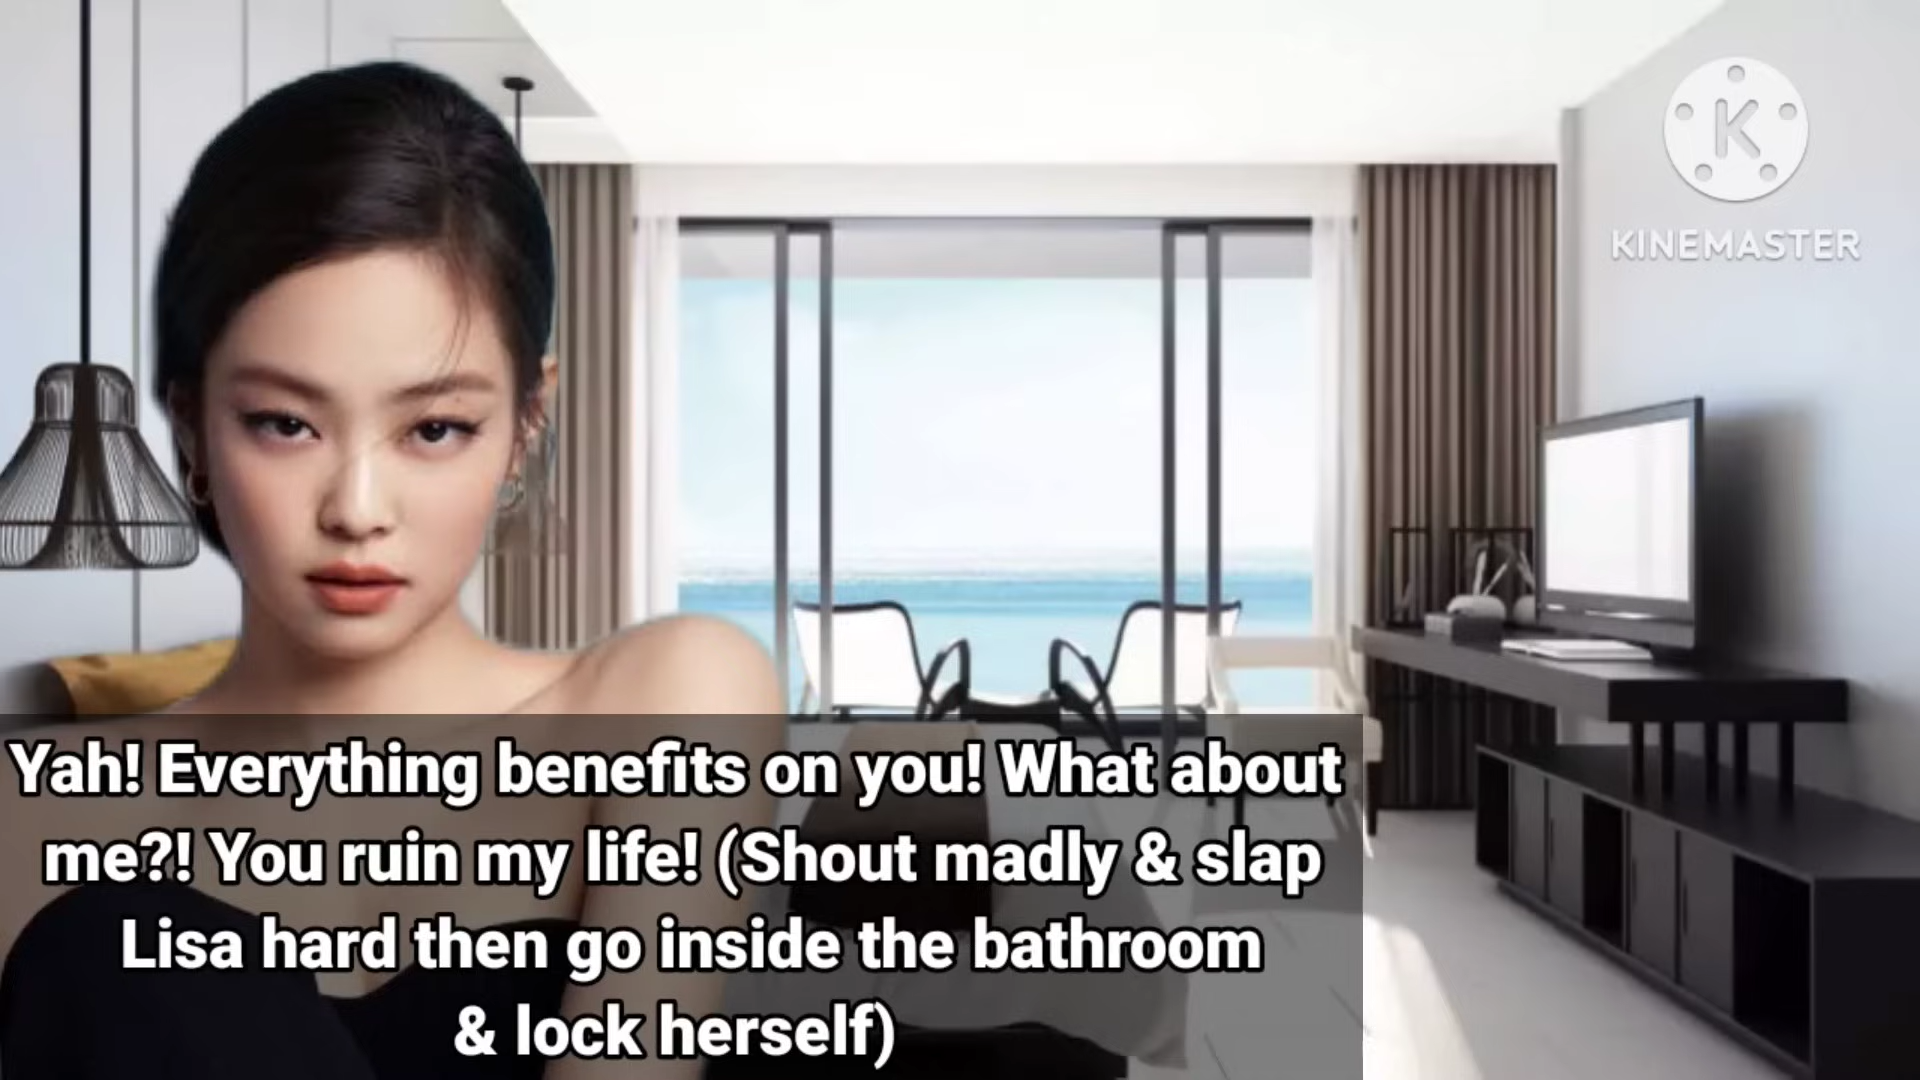 K
KINEMASTER
Yah! Everything benefits on you! What about
me?! You ruin my life! (Shout madly & slap
Lisa hard then go inside the bathroom
& lock herself)